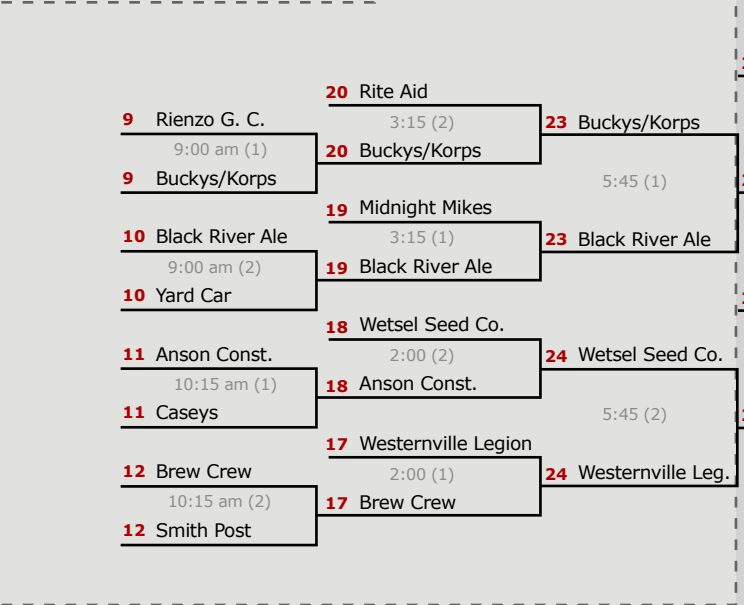 20 Rite Aid
9 Rienzo G. C.
3:15 (2)
23 Buckys/Korps
9:00 am (1)
20 Buckys/Korps
9 Buckys/Korps
5:45 (1)
19 Midnight Mikes
10 Black River Ale
3:15 (1)
23 Black River Ale
9:00 am (2)
19 Black River Ale
10 Yard Car
18 Wetsel Seed Co.
11 Anson Const.
2:00 (2)
24 Wetsel Seed Co.
10:15 am (1)
18 Anson Const.
11 Caseys
5:45 (2)
17 Westernville Legion
12 Brew Crew
2:00 (1)
24 Westernville Leg.
10:15 am (2)
17 Brew Crew
12 Smith Post